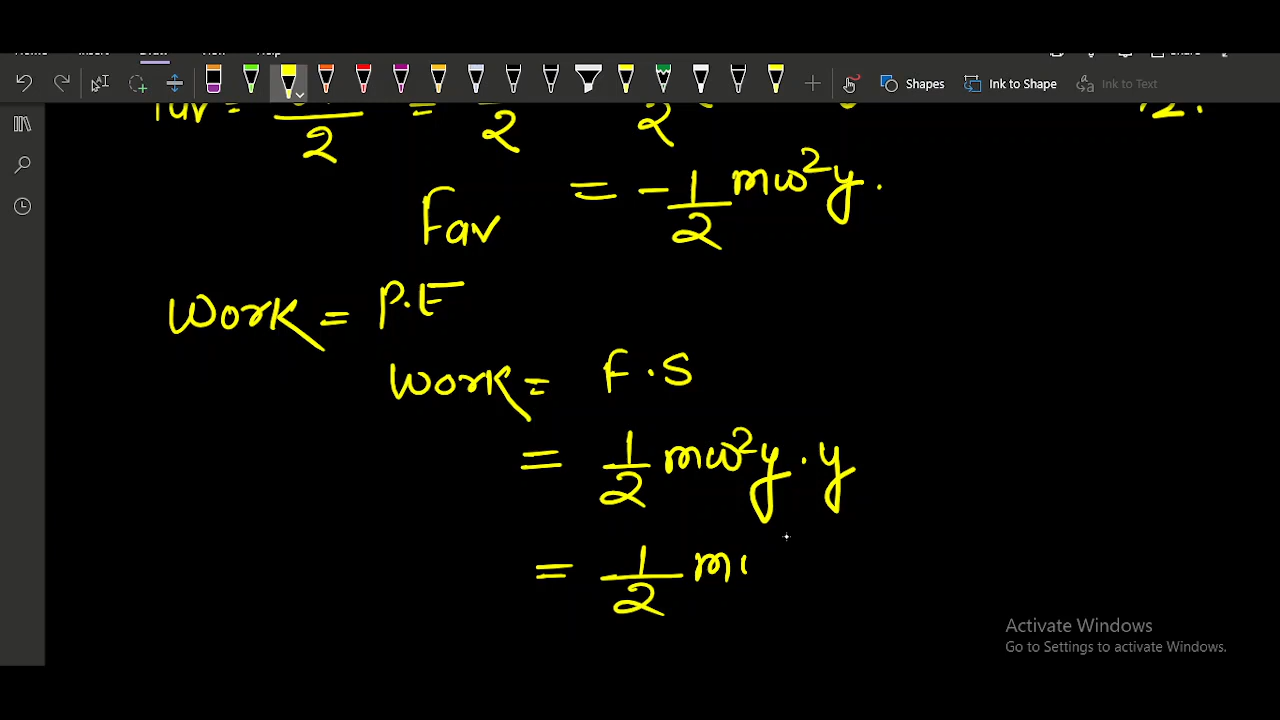 Shapes Ink to Shape Ink to Text
= - 1/2 mω²y.
Fav
Work = P.E
Work = F.S
= 1/2 mω²y.y
= 1/2 m
Activate Windows
Go to Settings to activate Windows.